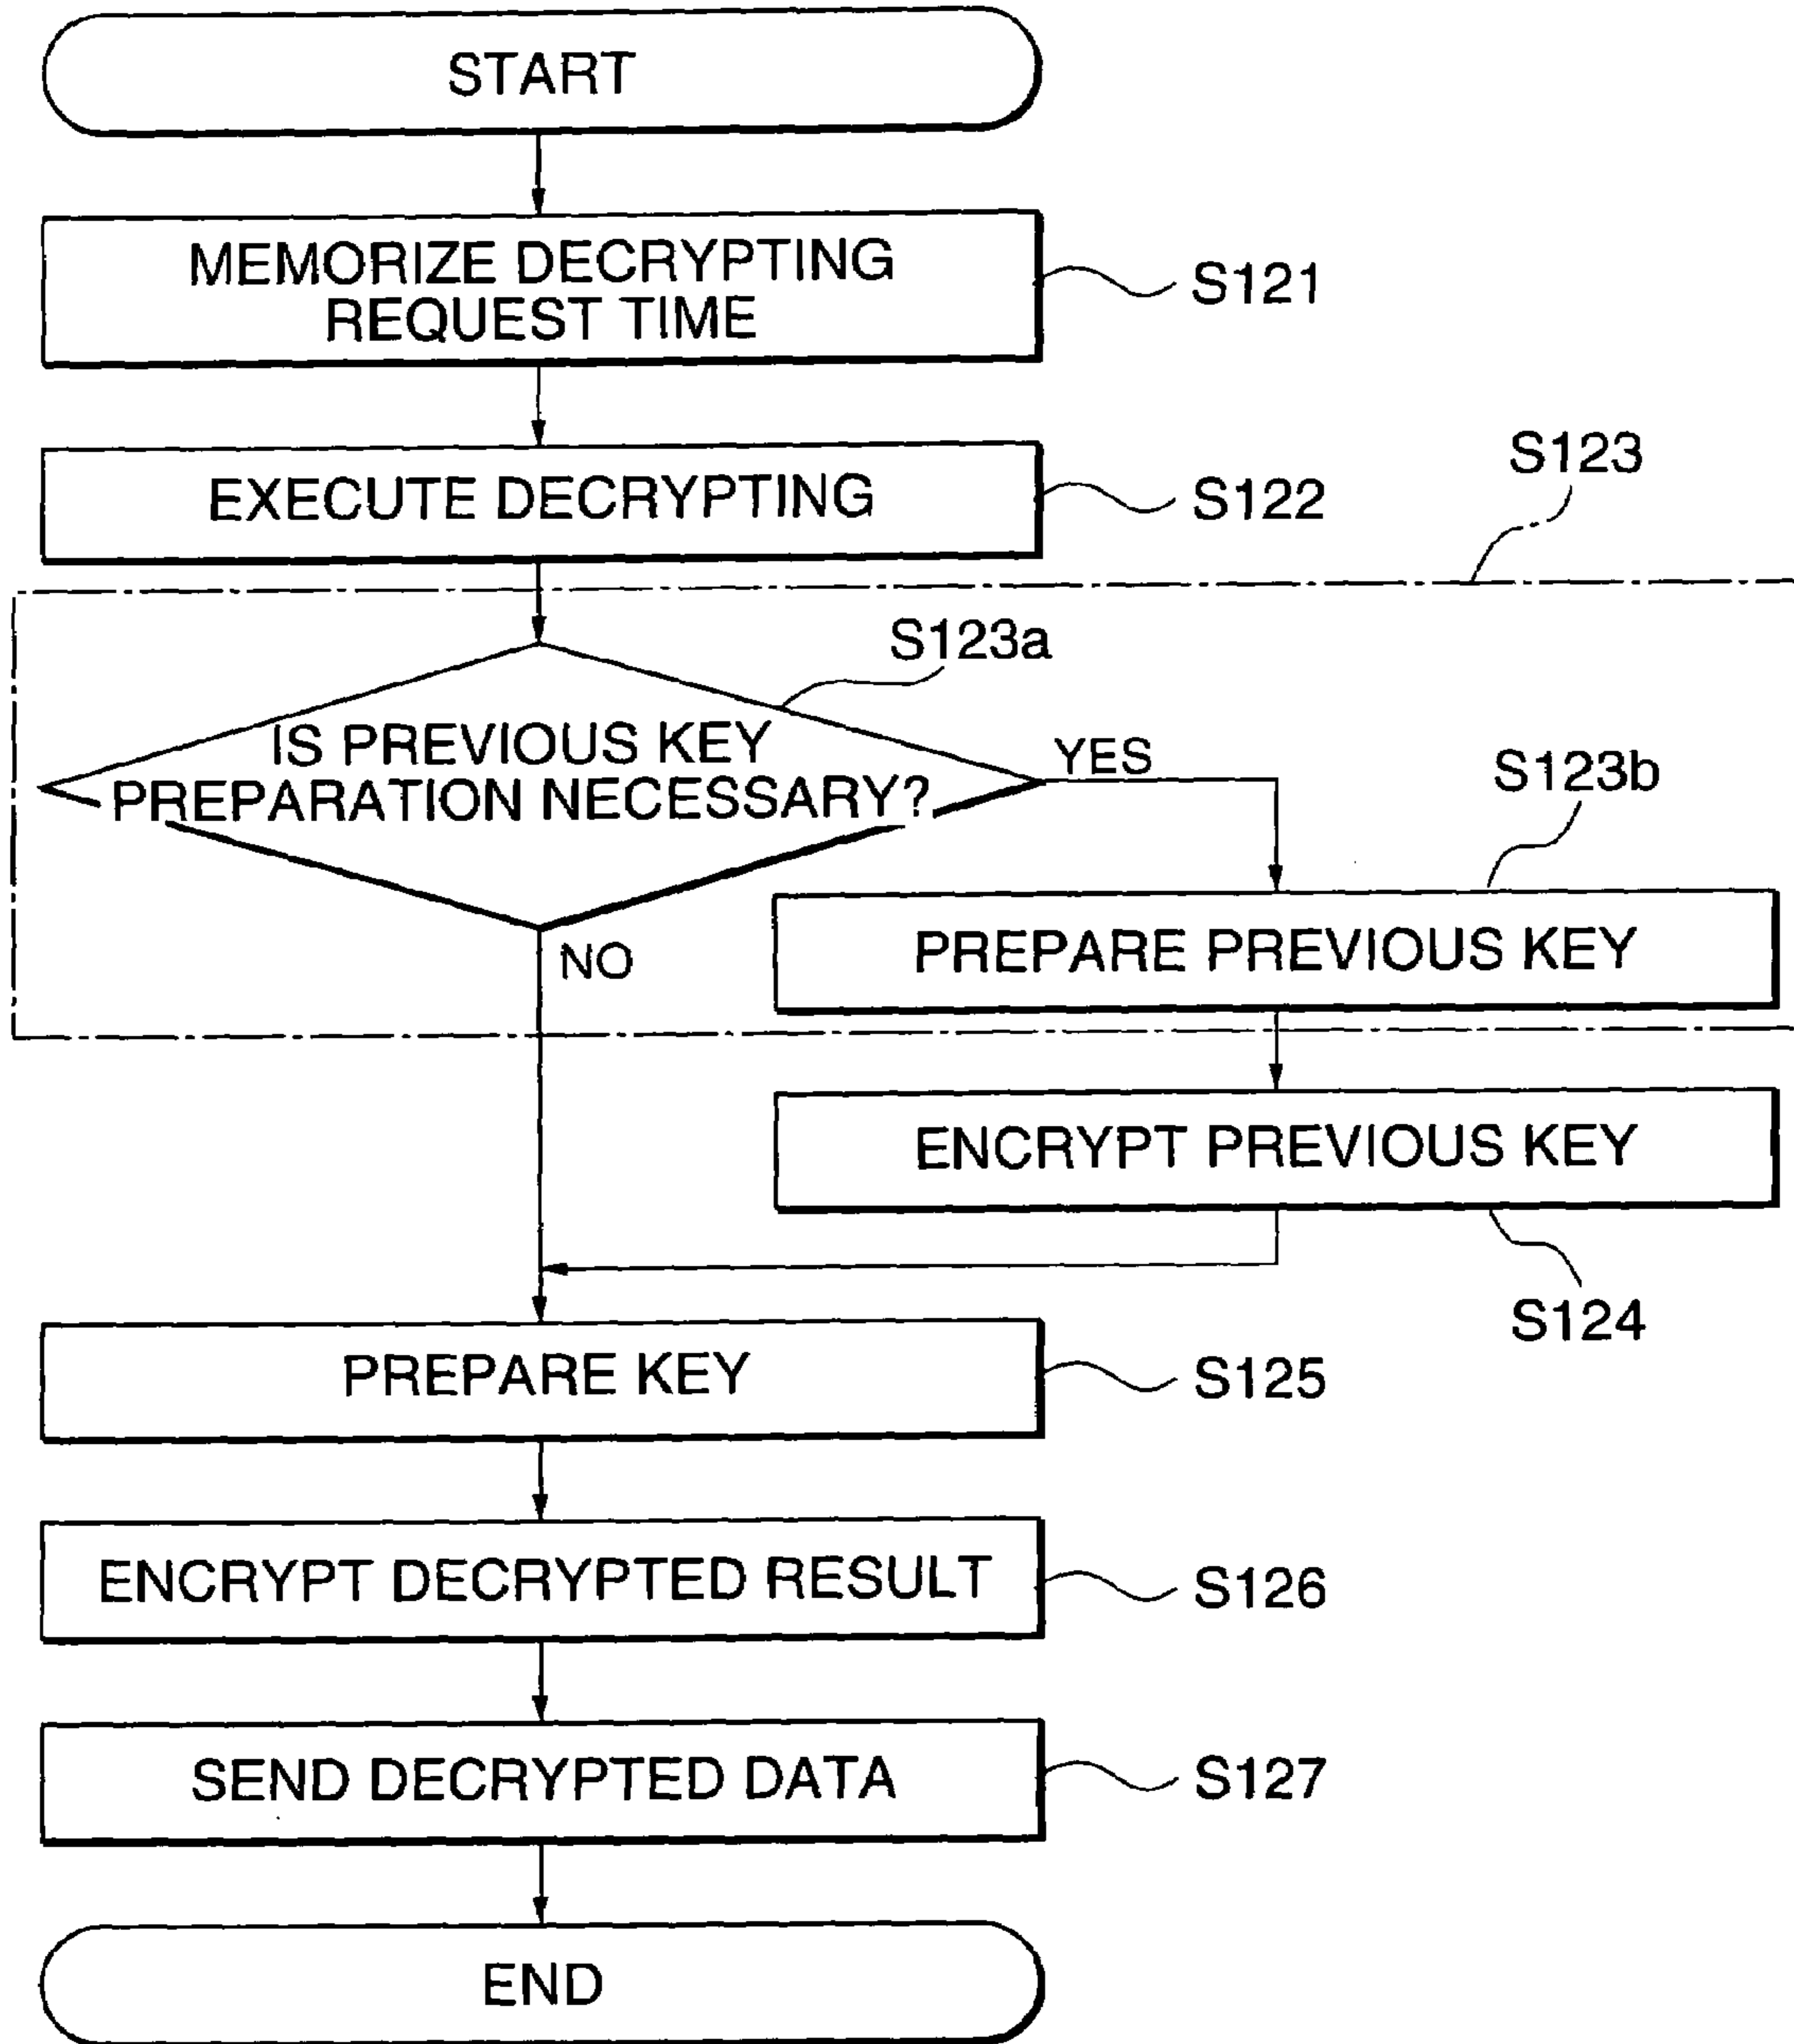 START
MEMORIZE DECRYPTING
REQUEST TIME
S121
EXECUTE DECRYPTING
S122
S123
S123a
IS PREVIOUS KEY
PREPARATION NECESSARY?
YES
S123b
NO
PREPARE PREVIOUS KEY
ENCRYPT PREVIOUS KEY
S124
PREPARE KEY
S125
ENCRYPT DECRYPTED RESULT
S126
SEND DECRYPTED DATA
S127
END